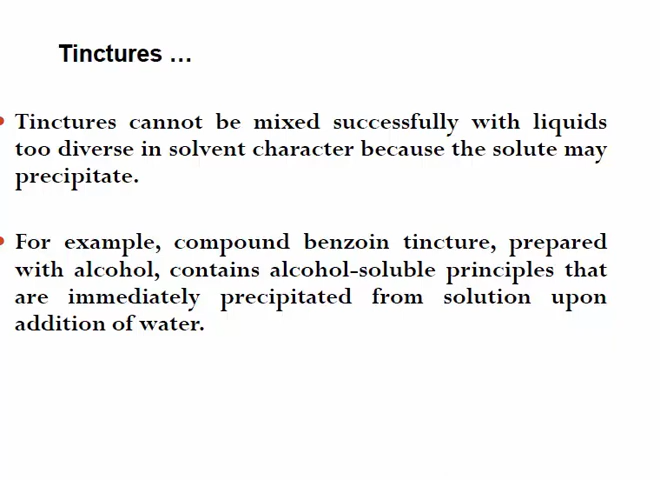 Tinctures …
Tinctures cannot be mixed successfully with liquids
too diverse in solvent character because the solute may
precipitate.
For example, compound benzoin tincture, prepared
with alcohol, contains alcohol-soluble principles that
are immediately precipitated from solution upon
addition of water.